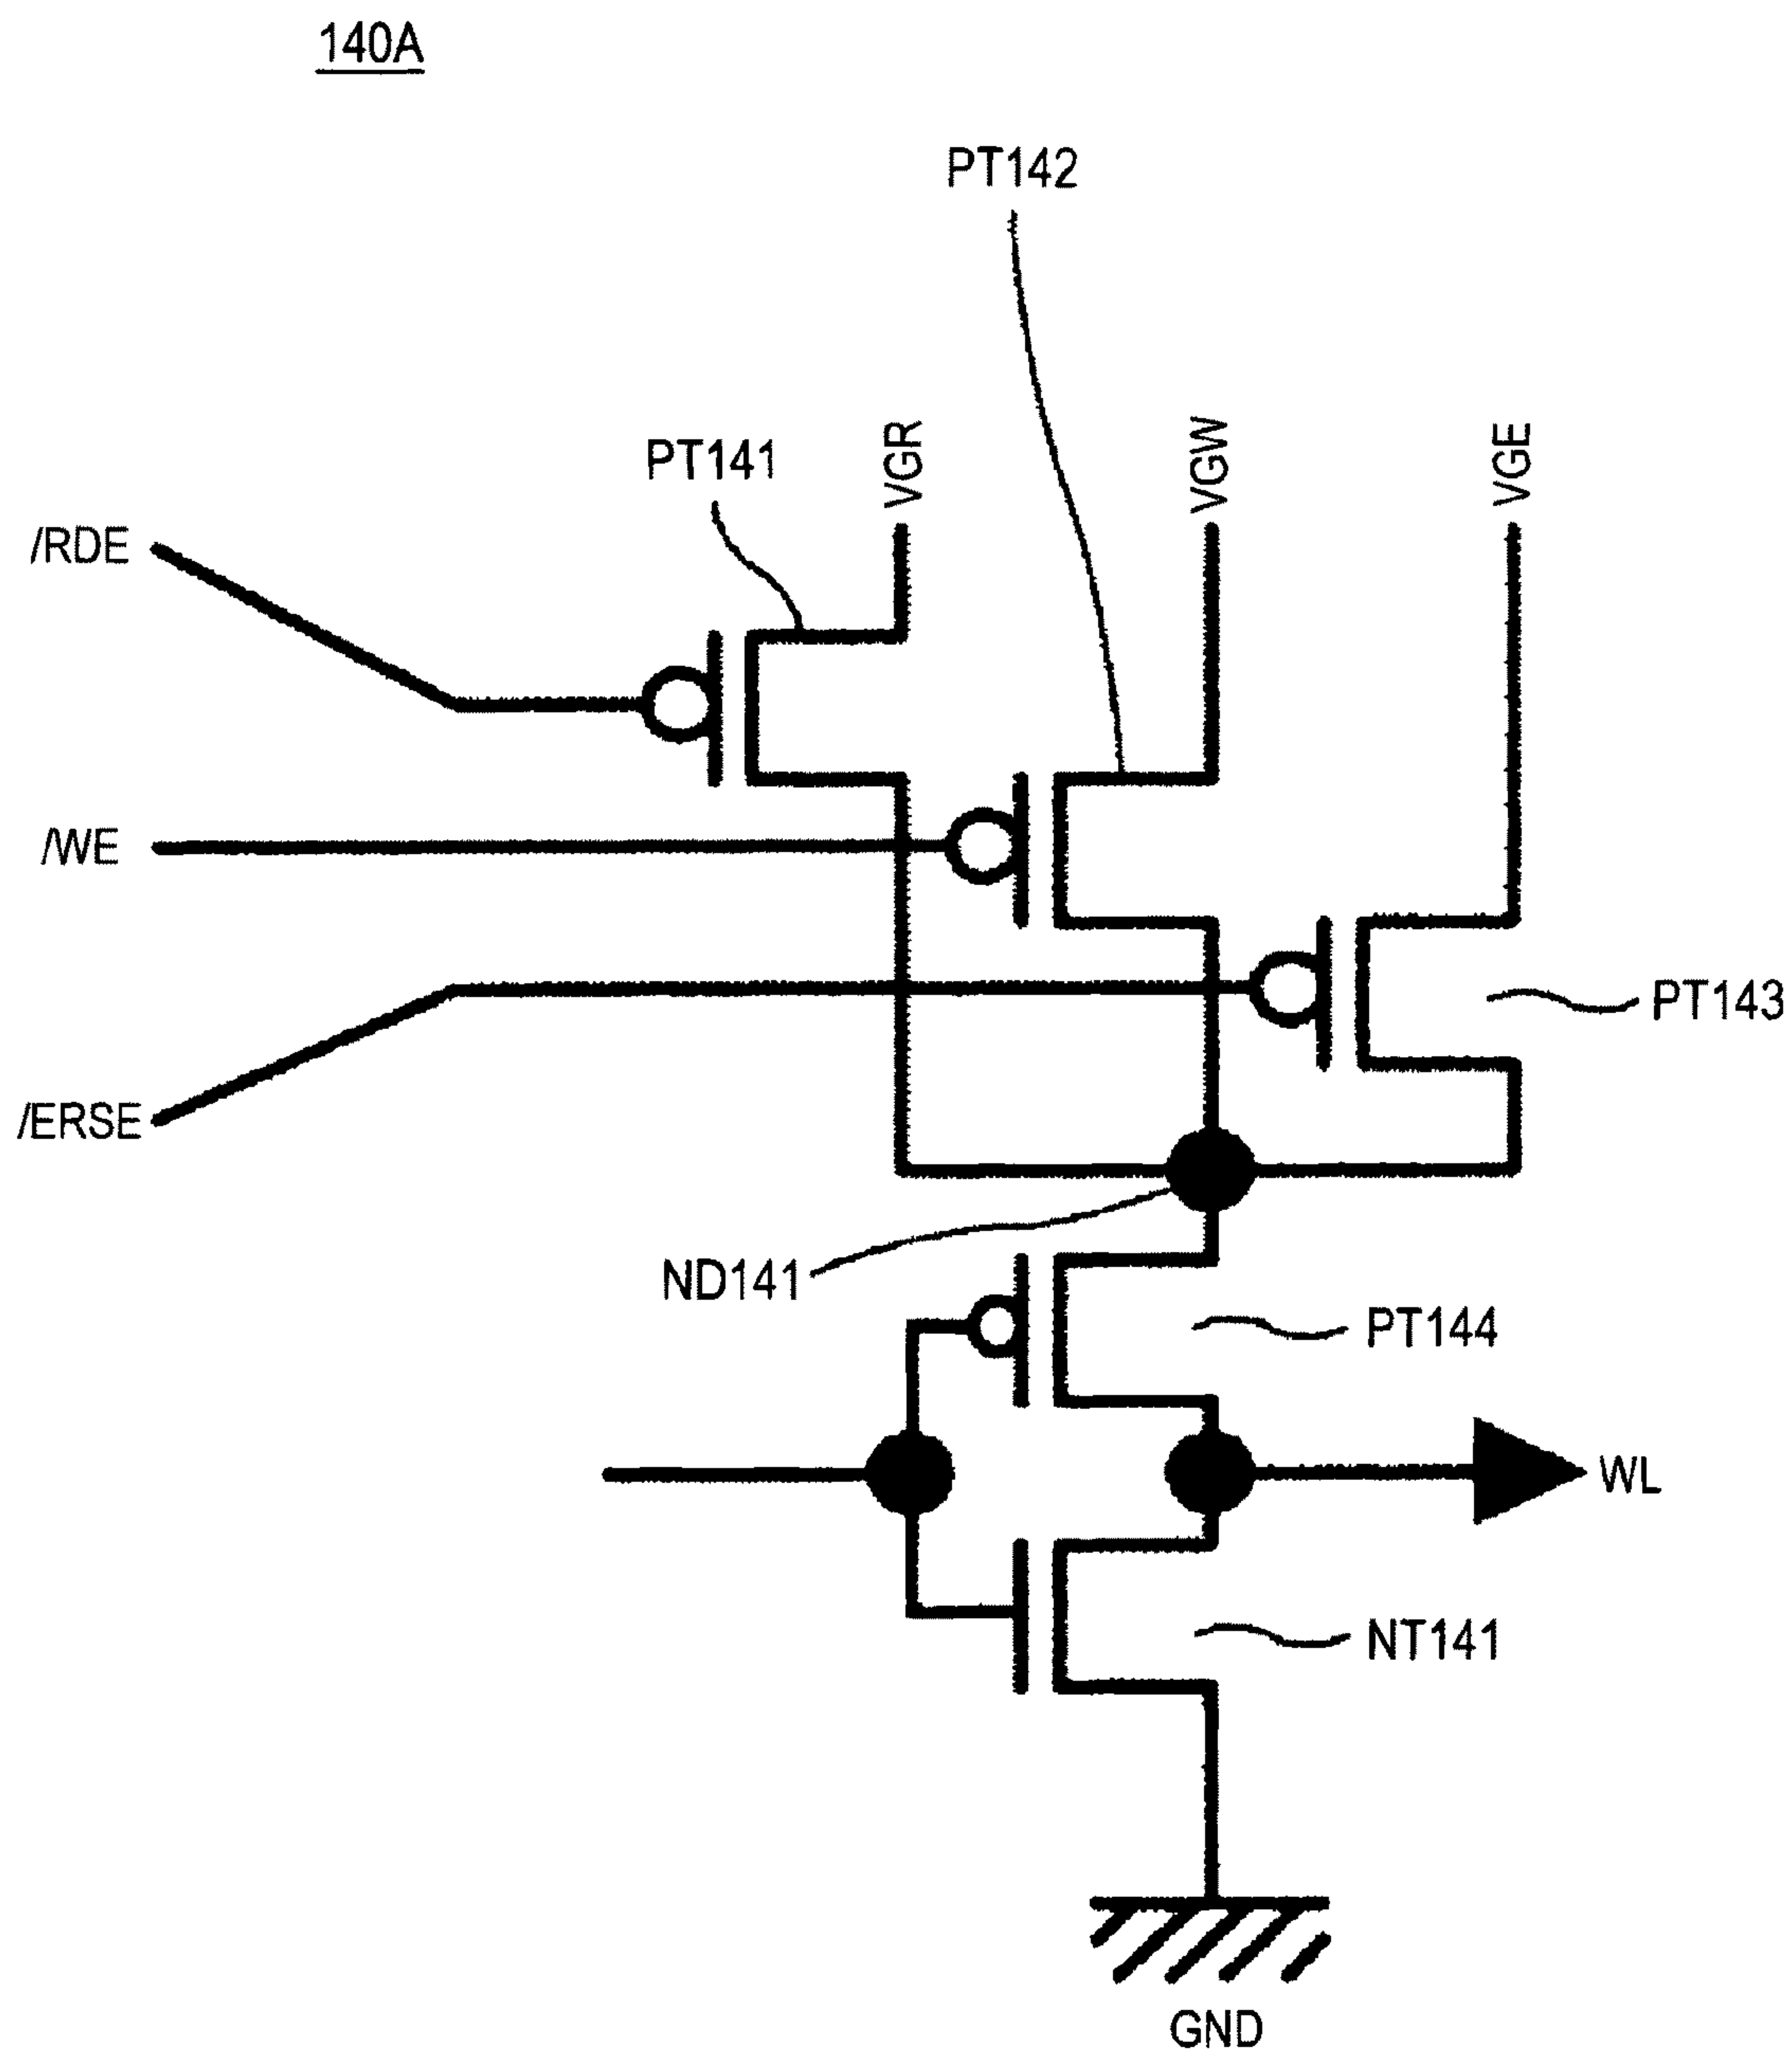 140A
PT142
PT141
VGR
VGW
VGE
/RDE
/WE
PT143
/ERSE
ND141
PT144
WL
NT141
GND